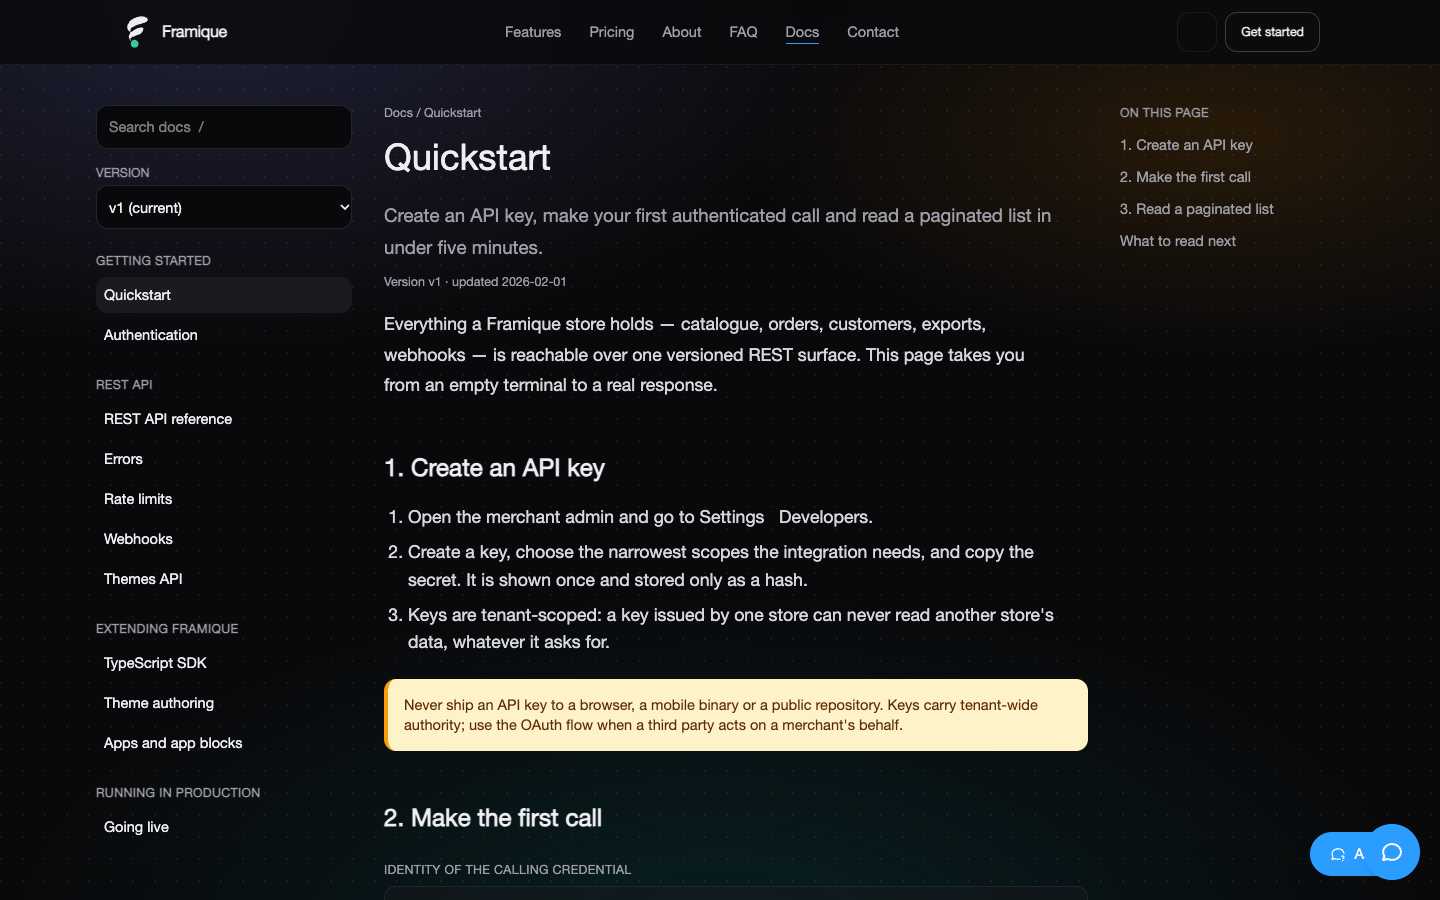 Framique
Features
Pricing
About
FAQ
Docs
Contact
Get started
Search docs /
VERSION
v1 (current)
GETTING STARTED
Quickstart
Authentication
REST API
REST API reference
Errors
Rate limits
Webhooks
Themes API
EXTENDING FRAMIQUE
TypeScript SDK
Theme authoring
Apps and app blocks
RUNNING IN PRODUCTION
Going live
Docs / Quickstart
Quickstart
Create an API key, make your first authenticated call and read a paginated list in
under five minutes.
Version v1 · updated 2026-02-01
Everything a Framique store holds — catalogue, orders, customers, exports,
webhooks — is reachable over one versioned REST surface. This page takes you
from an empty terminal to a real response.
1. Create an API key
1. Open the merchant admin and go to Settings Developers.
2. Create a key, choose the narrowest scopes the integration needs, and copy the
secret. It is shown once and stored only as a hash.
3. Keys are tenant-scoped: a key issued by one store can never read another store's
data, whatever it asks for.
Never ship an API key to a browser, a mobile binary or a public repository. Keys carry tenant-wide
authority; use the OAuth flow when a third party acts on a merchant's behalf.
2. Make the first call
IDENTITY OF THE CALLING CREDENTIAL
ON THIS PAGE
1. Create an API key
2. Make the first call
3. Read a paginated list
What to read next
A